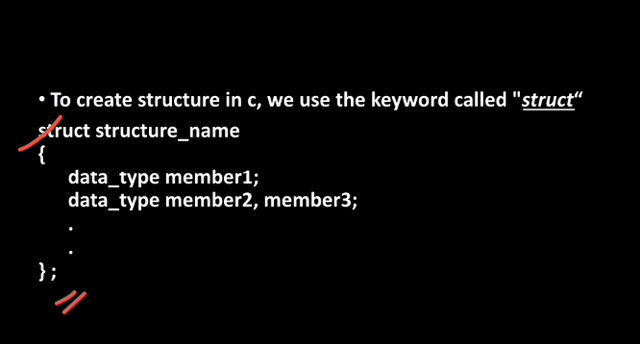 • To create structure in c, we use the keyword called "struct“
struct structure_name
{
data_type member1;
data_type member2, member3;
.
.
} ;